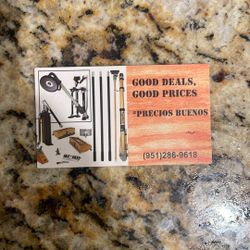 GOOD DEALS,
GOOD PRICES
*PRECIOS BUENOS
(951)286-9618